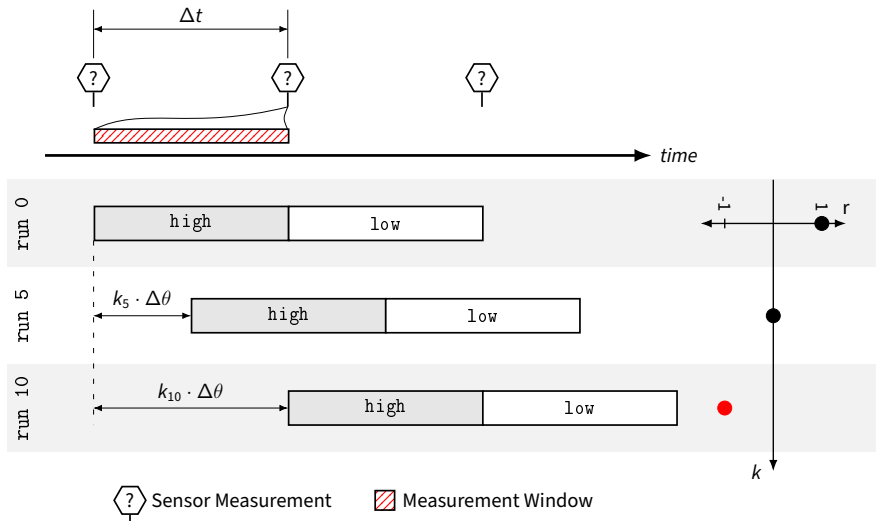 Δt
? ? ?
time
run 0
high low
-1 1 r
run 5
k₅ · Δθ
high low
run 10
k₁₀ · Δθ
high low
k
? Sensor Measurement Measurement Window